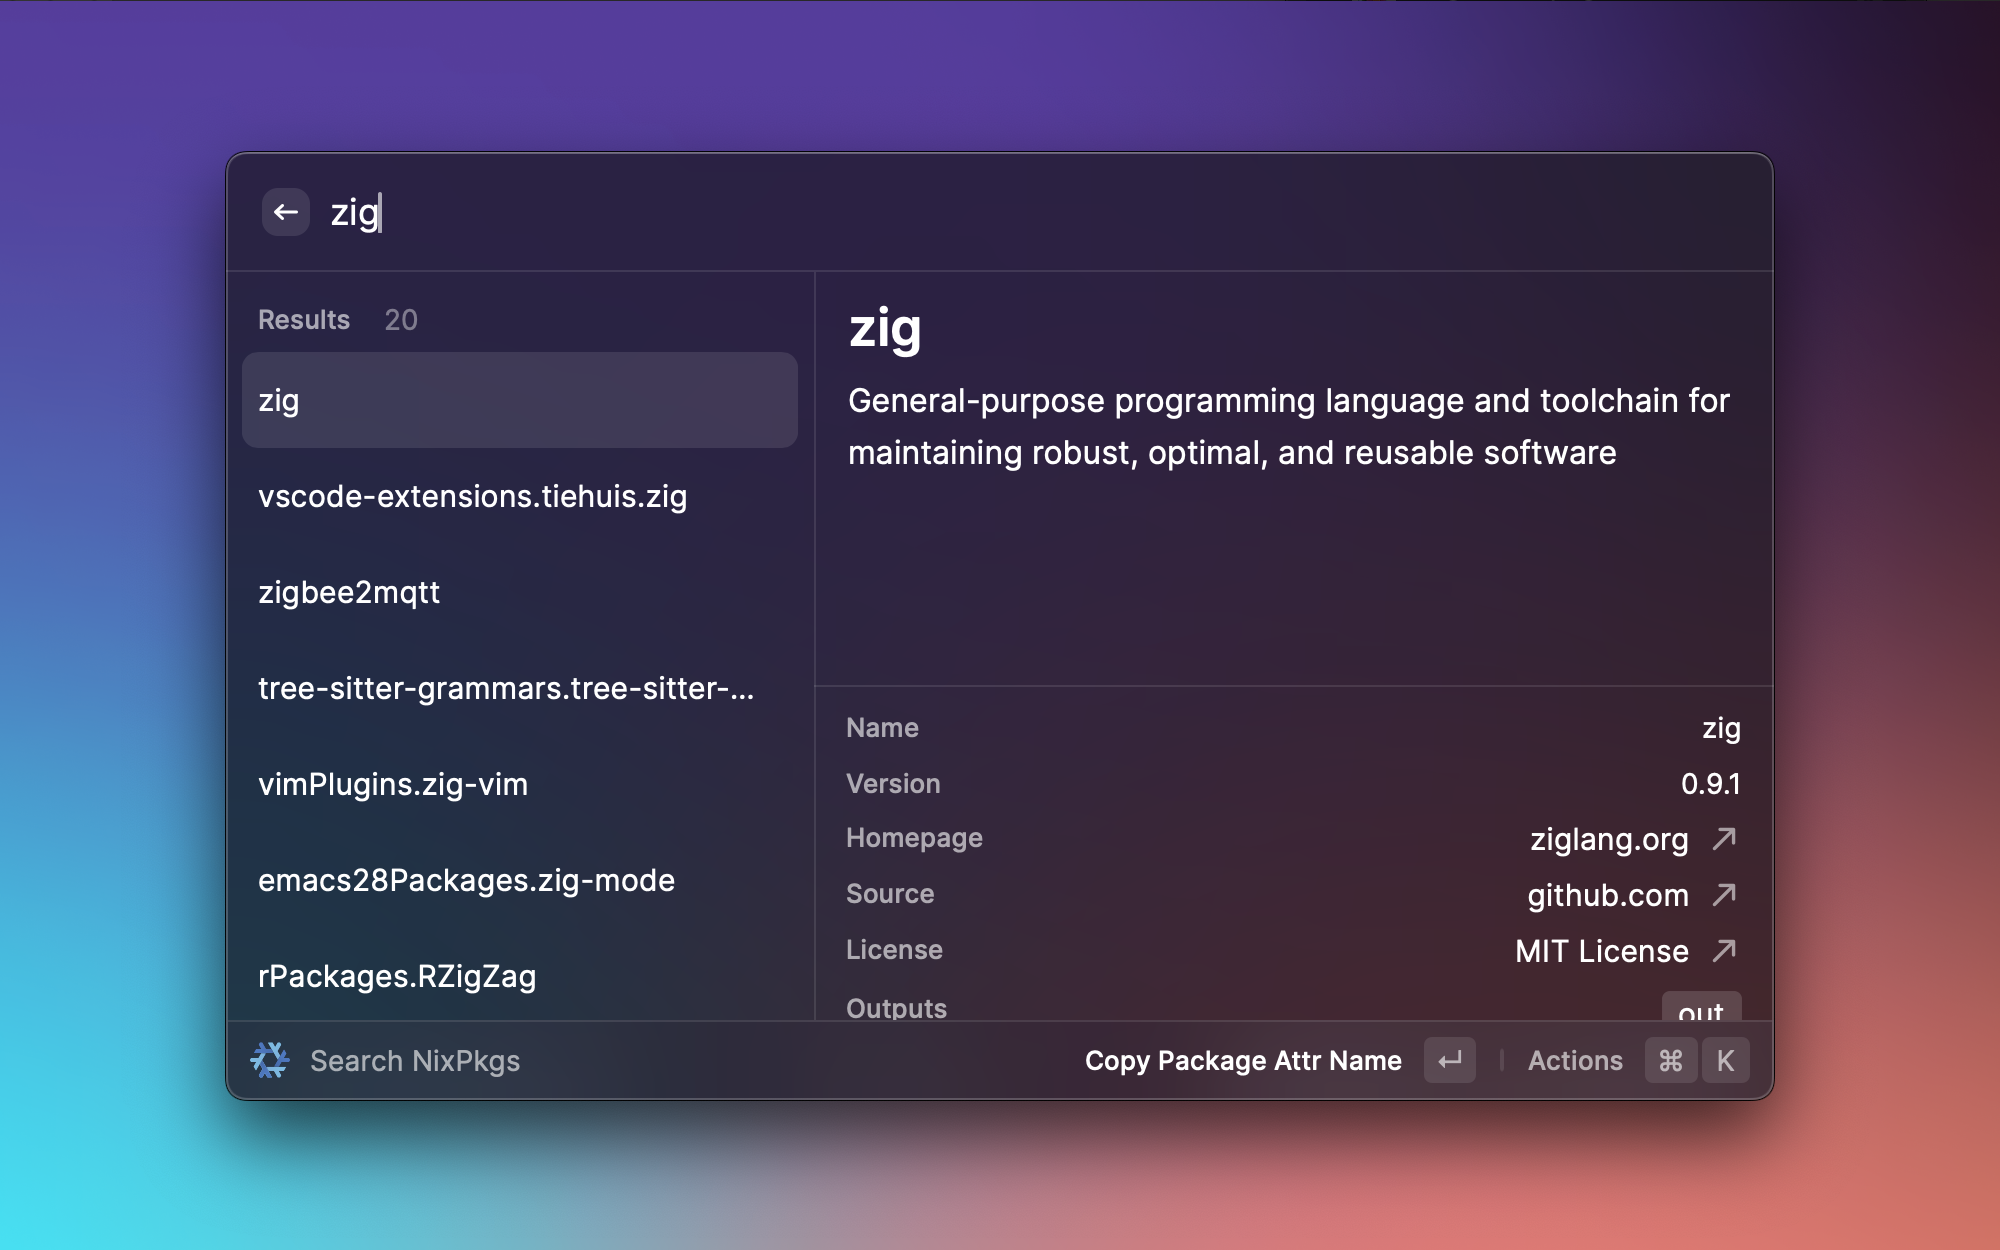 zig
Results 20
zig
vscode-extensions.tiehuis.zig
zigbee2mqtt
tree-sitter-grammars.tree-sitter-...
vimPlugins.zig-vim
emacs28Packages.zig-mode
rPackages.RZigZag
zig
General-purpose programming language and toolchain for
maintaining robust, optimal, and reusable software
Name zig
Version 0.9.1
Homepage ziglang.org
Source github.com
License MIT License
Outputs out
Search NixPkgs
Copy Package Attr Name
Actions ⌘ K